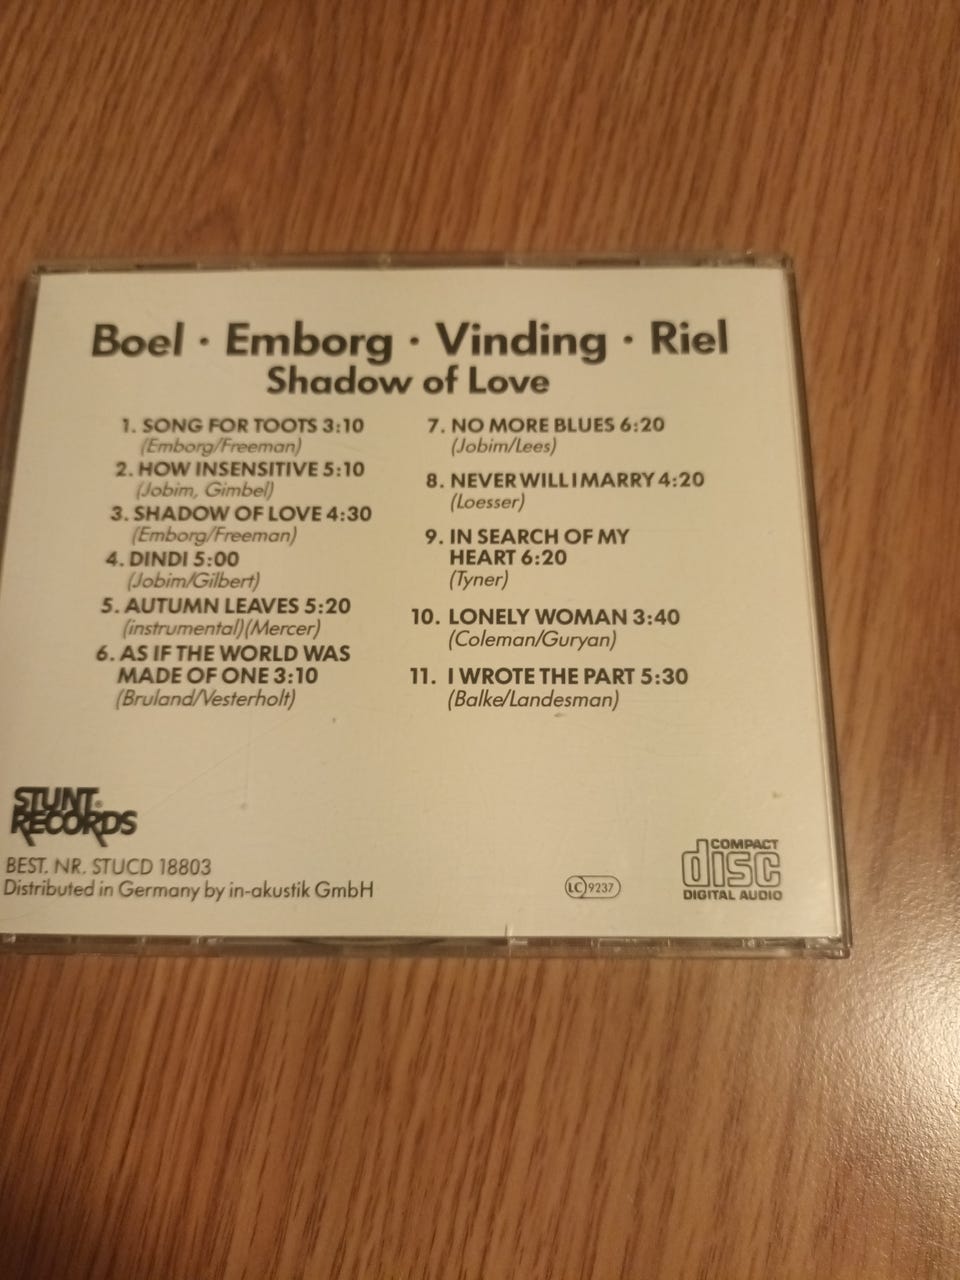 Boel · Emborg · Vinding · Riel
Shadow of Love
1. SONG FOR TOOTS 3:10
(Emborg/Freeman)
2. HOW INSENSITIVE 5:10
(Jobim, Gimbel)
3. SHADOW OF LOVE 4:30
(Emborg/Freeman)
4. DINDI 5:00
(Jobim/Gilbert)
5. AUTUMN LEAVES 5:20
(instrumental)(Mercer)
6. AS IF THE WORLD WAS
MADE OF ONE 3:10
(Bruland/Vesterholt)
7. NO MORE BLUES 6:20
(Jobim/Lees)
8. NEVER WILL I MARRY 4:20
(Loesser)
9. IN SEARCH OF MY
HEART 6:20
(Tyner)
10. LONELY WOMAN 3:40
(Coleman/Guryan)
11. I WROTE THE PART 5:30
(Balke/Landesman)
STUNT®
RECORDS
BEST. NR. STUCD 18803
Distributed in Germany by in-akustik GmbH
LC 9237
COMPACT
disc
DIGITAL AUDIO